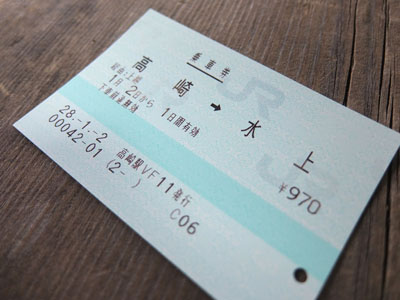 乗車券
高崎 → 水上
経由:上越
1月 2日から 1日間有効
下車前途無効
¥970
28.-1.-2 高崎駅VF11発行
00042-01 (2- ) C06